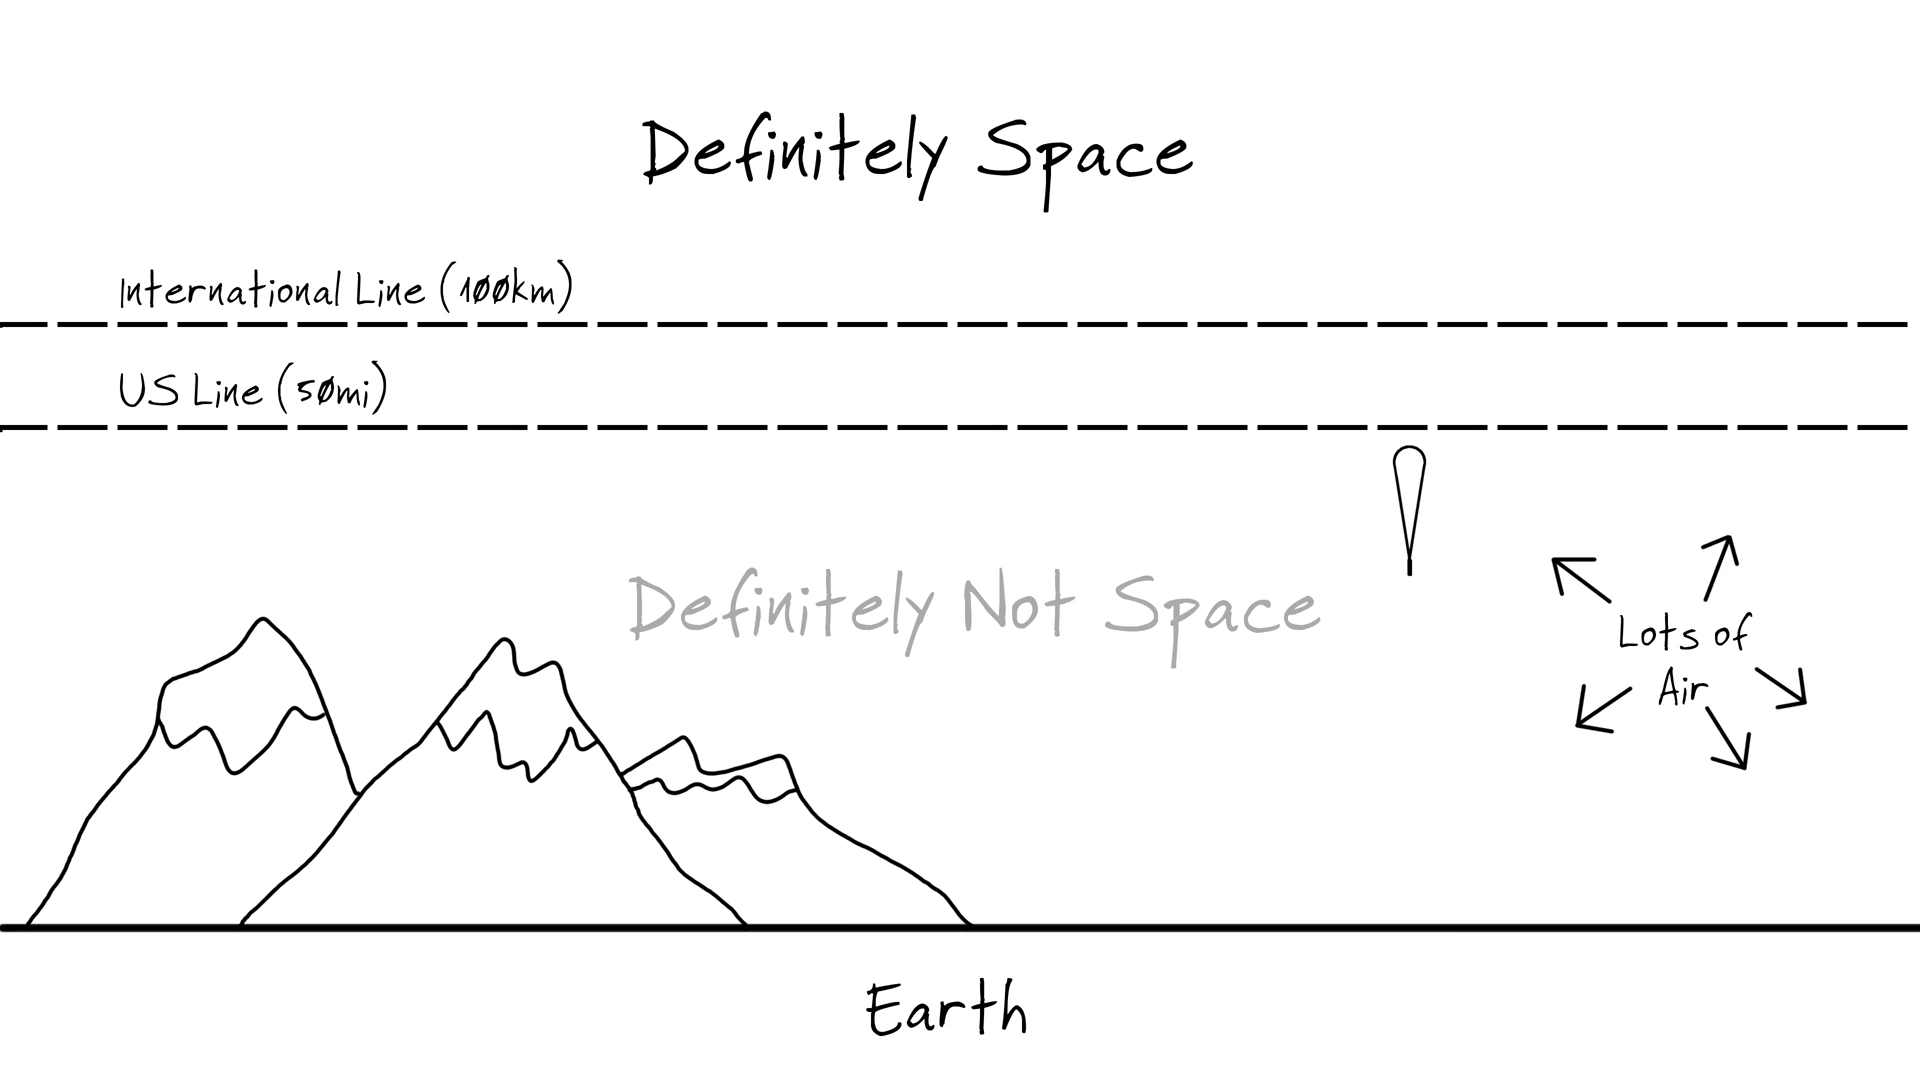 Definitely Space
International Line (100km)
US Line (50mi)
Definitely Not Space
Lots of
Air
Earth